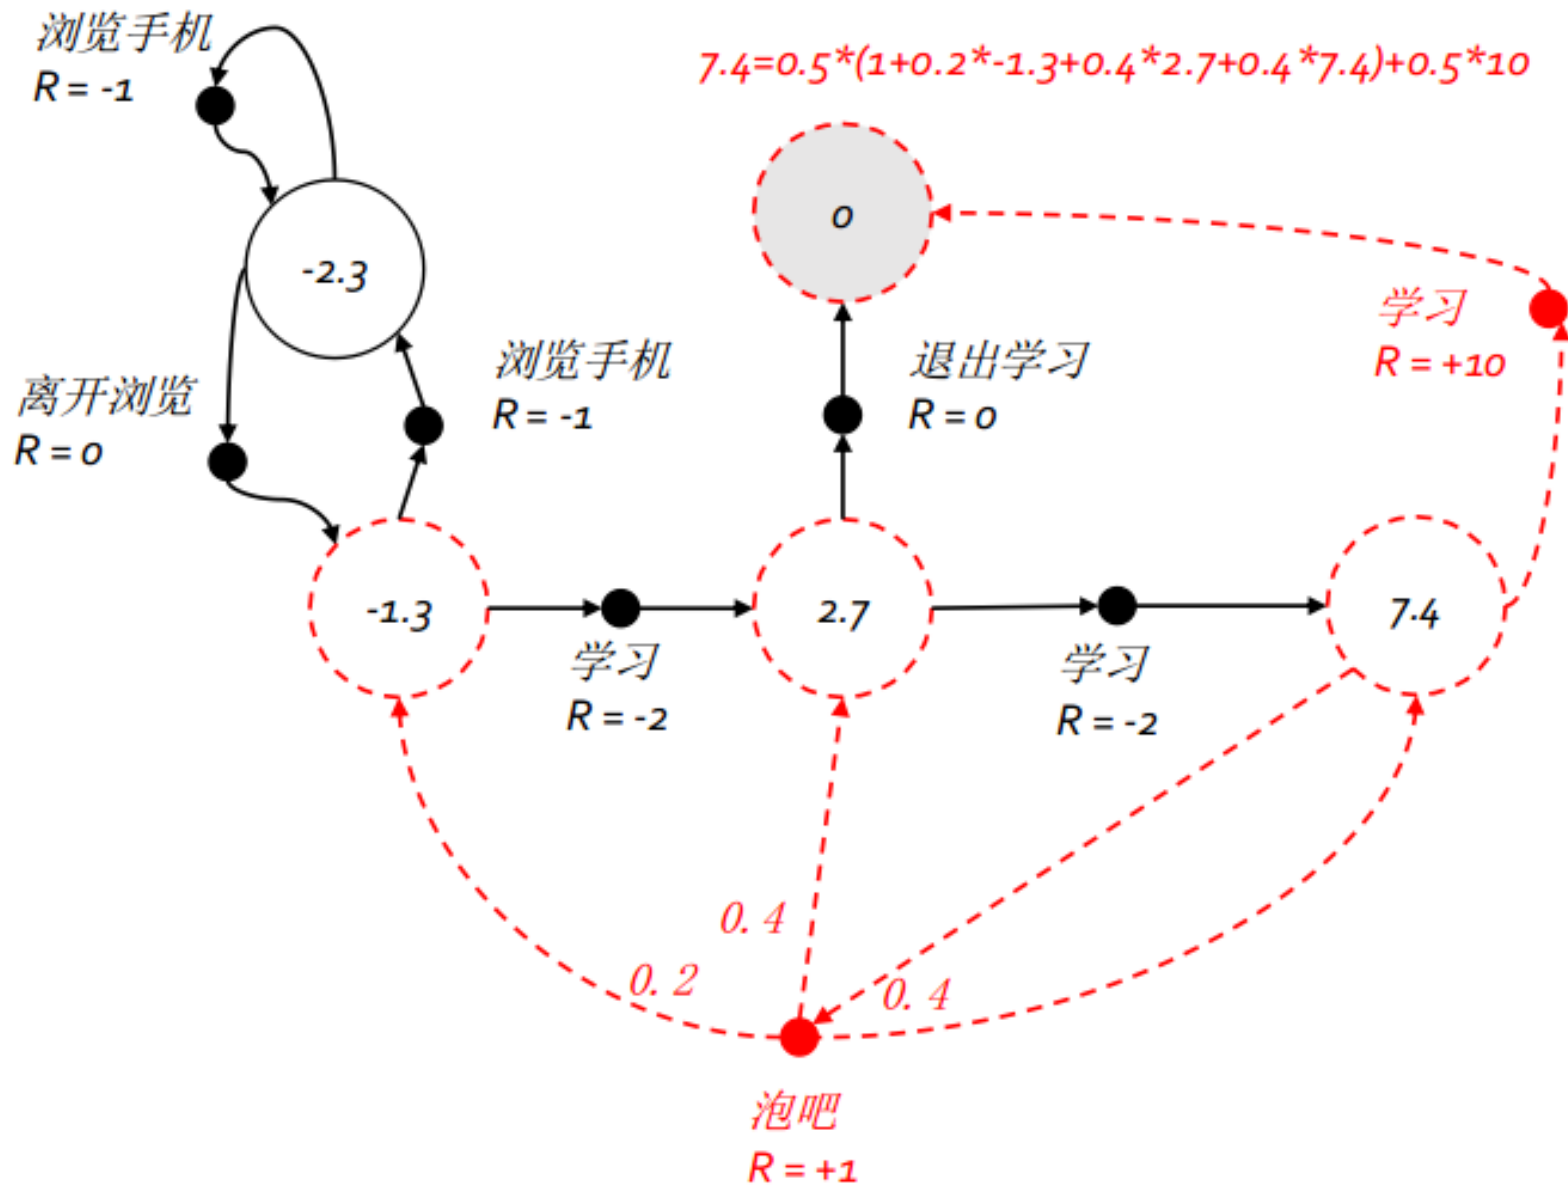 浏览手机
R = -1
7.4=0.5*(1+0.2*-1.3+0.4*2.7+0.4*7.4)+0.5*10
0
-2.3
学习
R = +10
浏览手机
R = -1
退出学习
R = 0
离开浏览
R = 0
-1.3
2.7
7.4
学习
R = -2
学习
R = -2
0.4
0.2
0.4
泡吧
R = +1